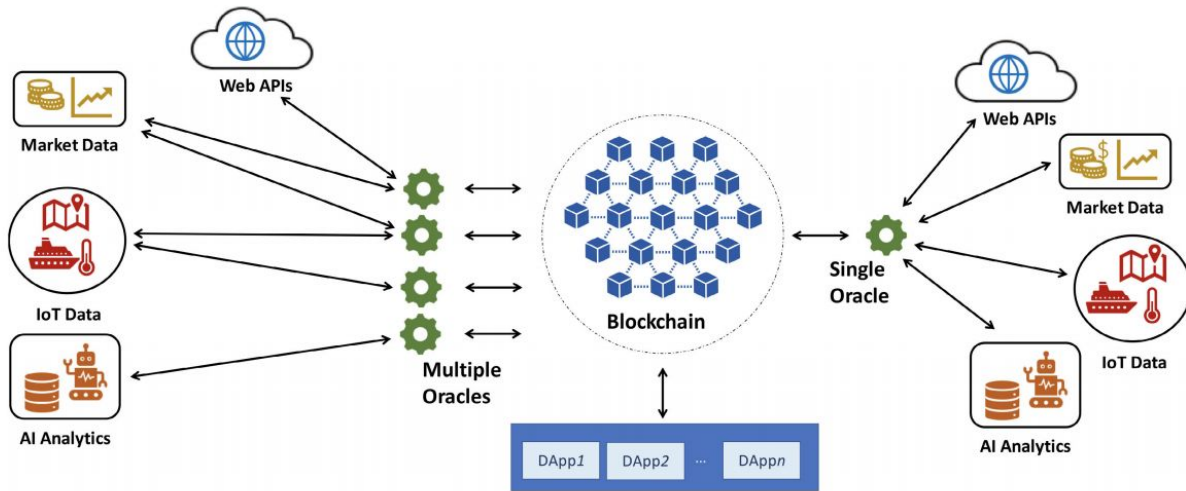 Web APIs
Market Data
IoT Data
AI Analytics
Multiple
Oracles
Blockchain
DApp1
DApp2
...
DAppn
Single
Oracle
Web APIs
$
Market Data
IoT Data
AI Analytics